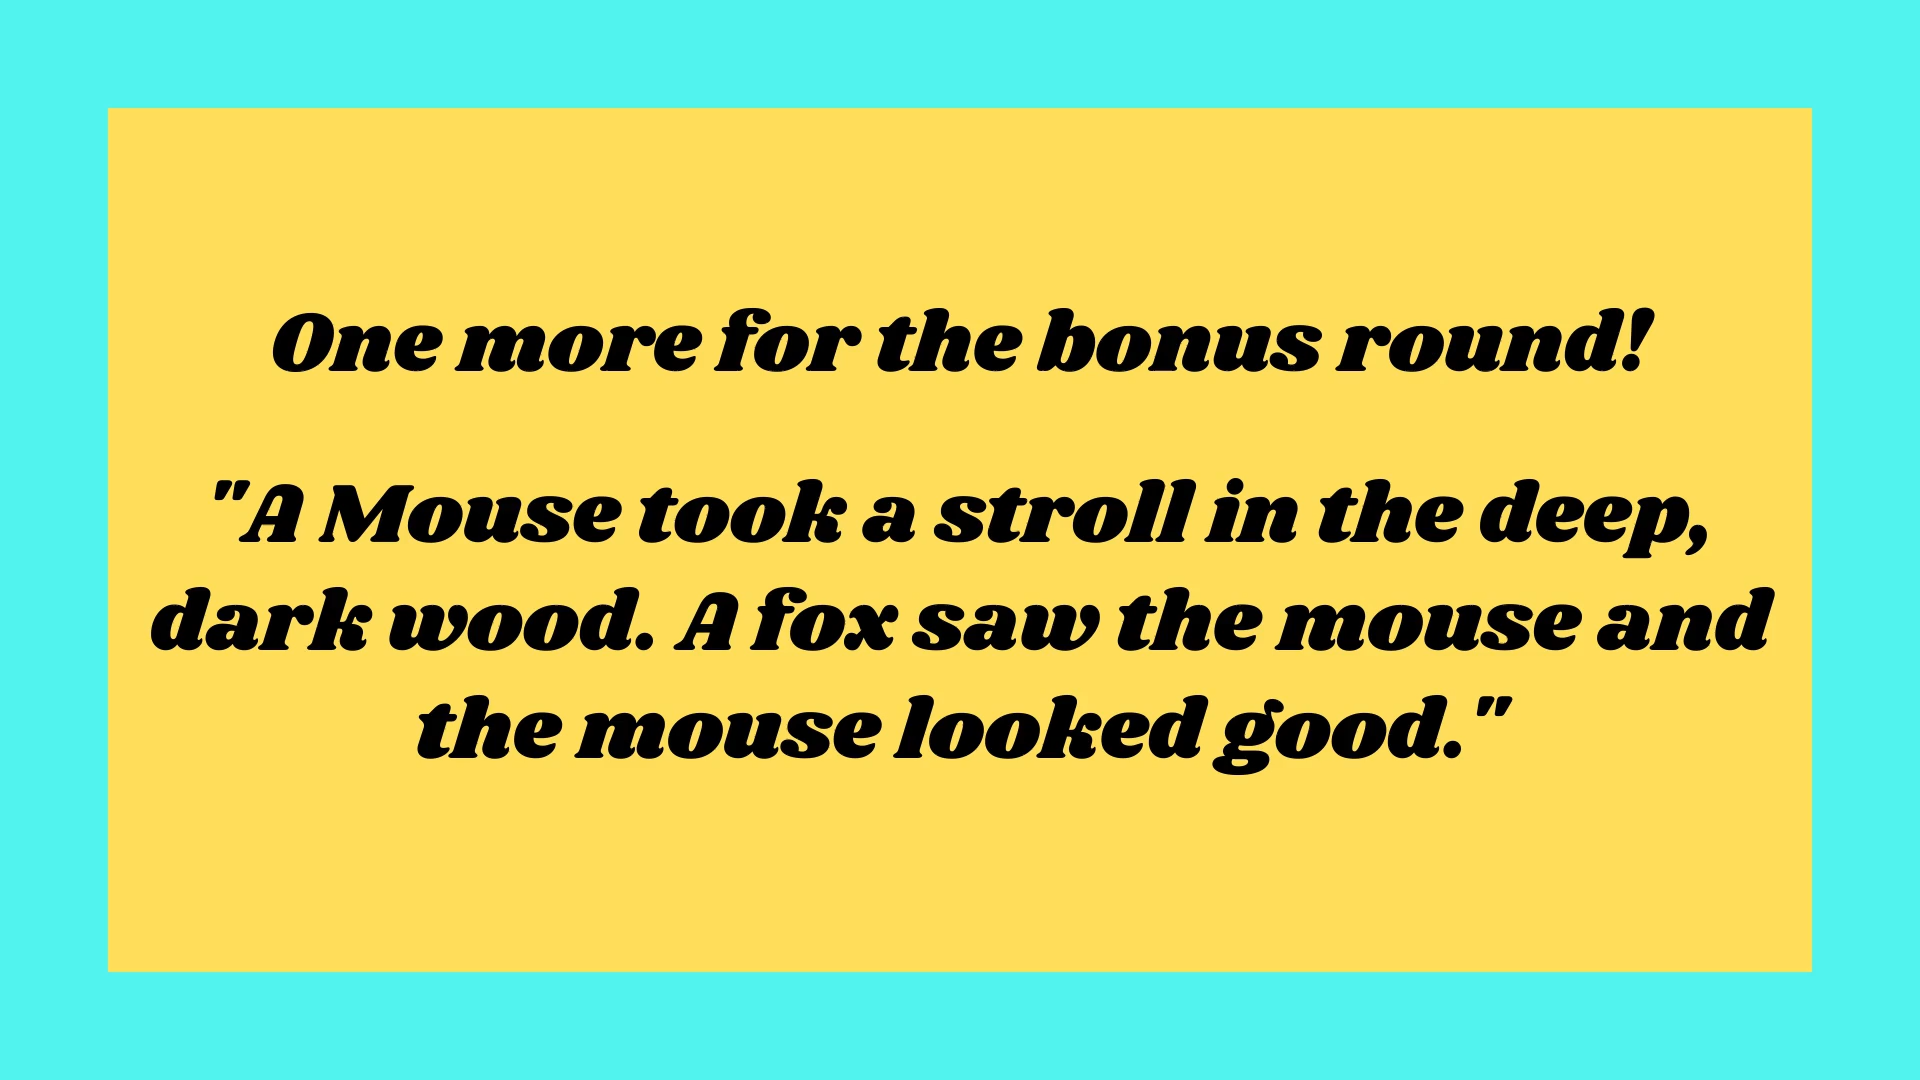 One more for the bonus round!
"A Mouse took a stroll in the deep,
dark wood. A fox saw the mouse and
the mouse looked good."